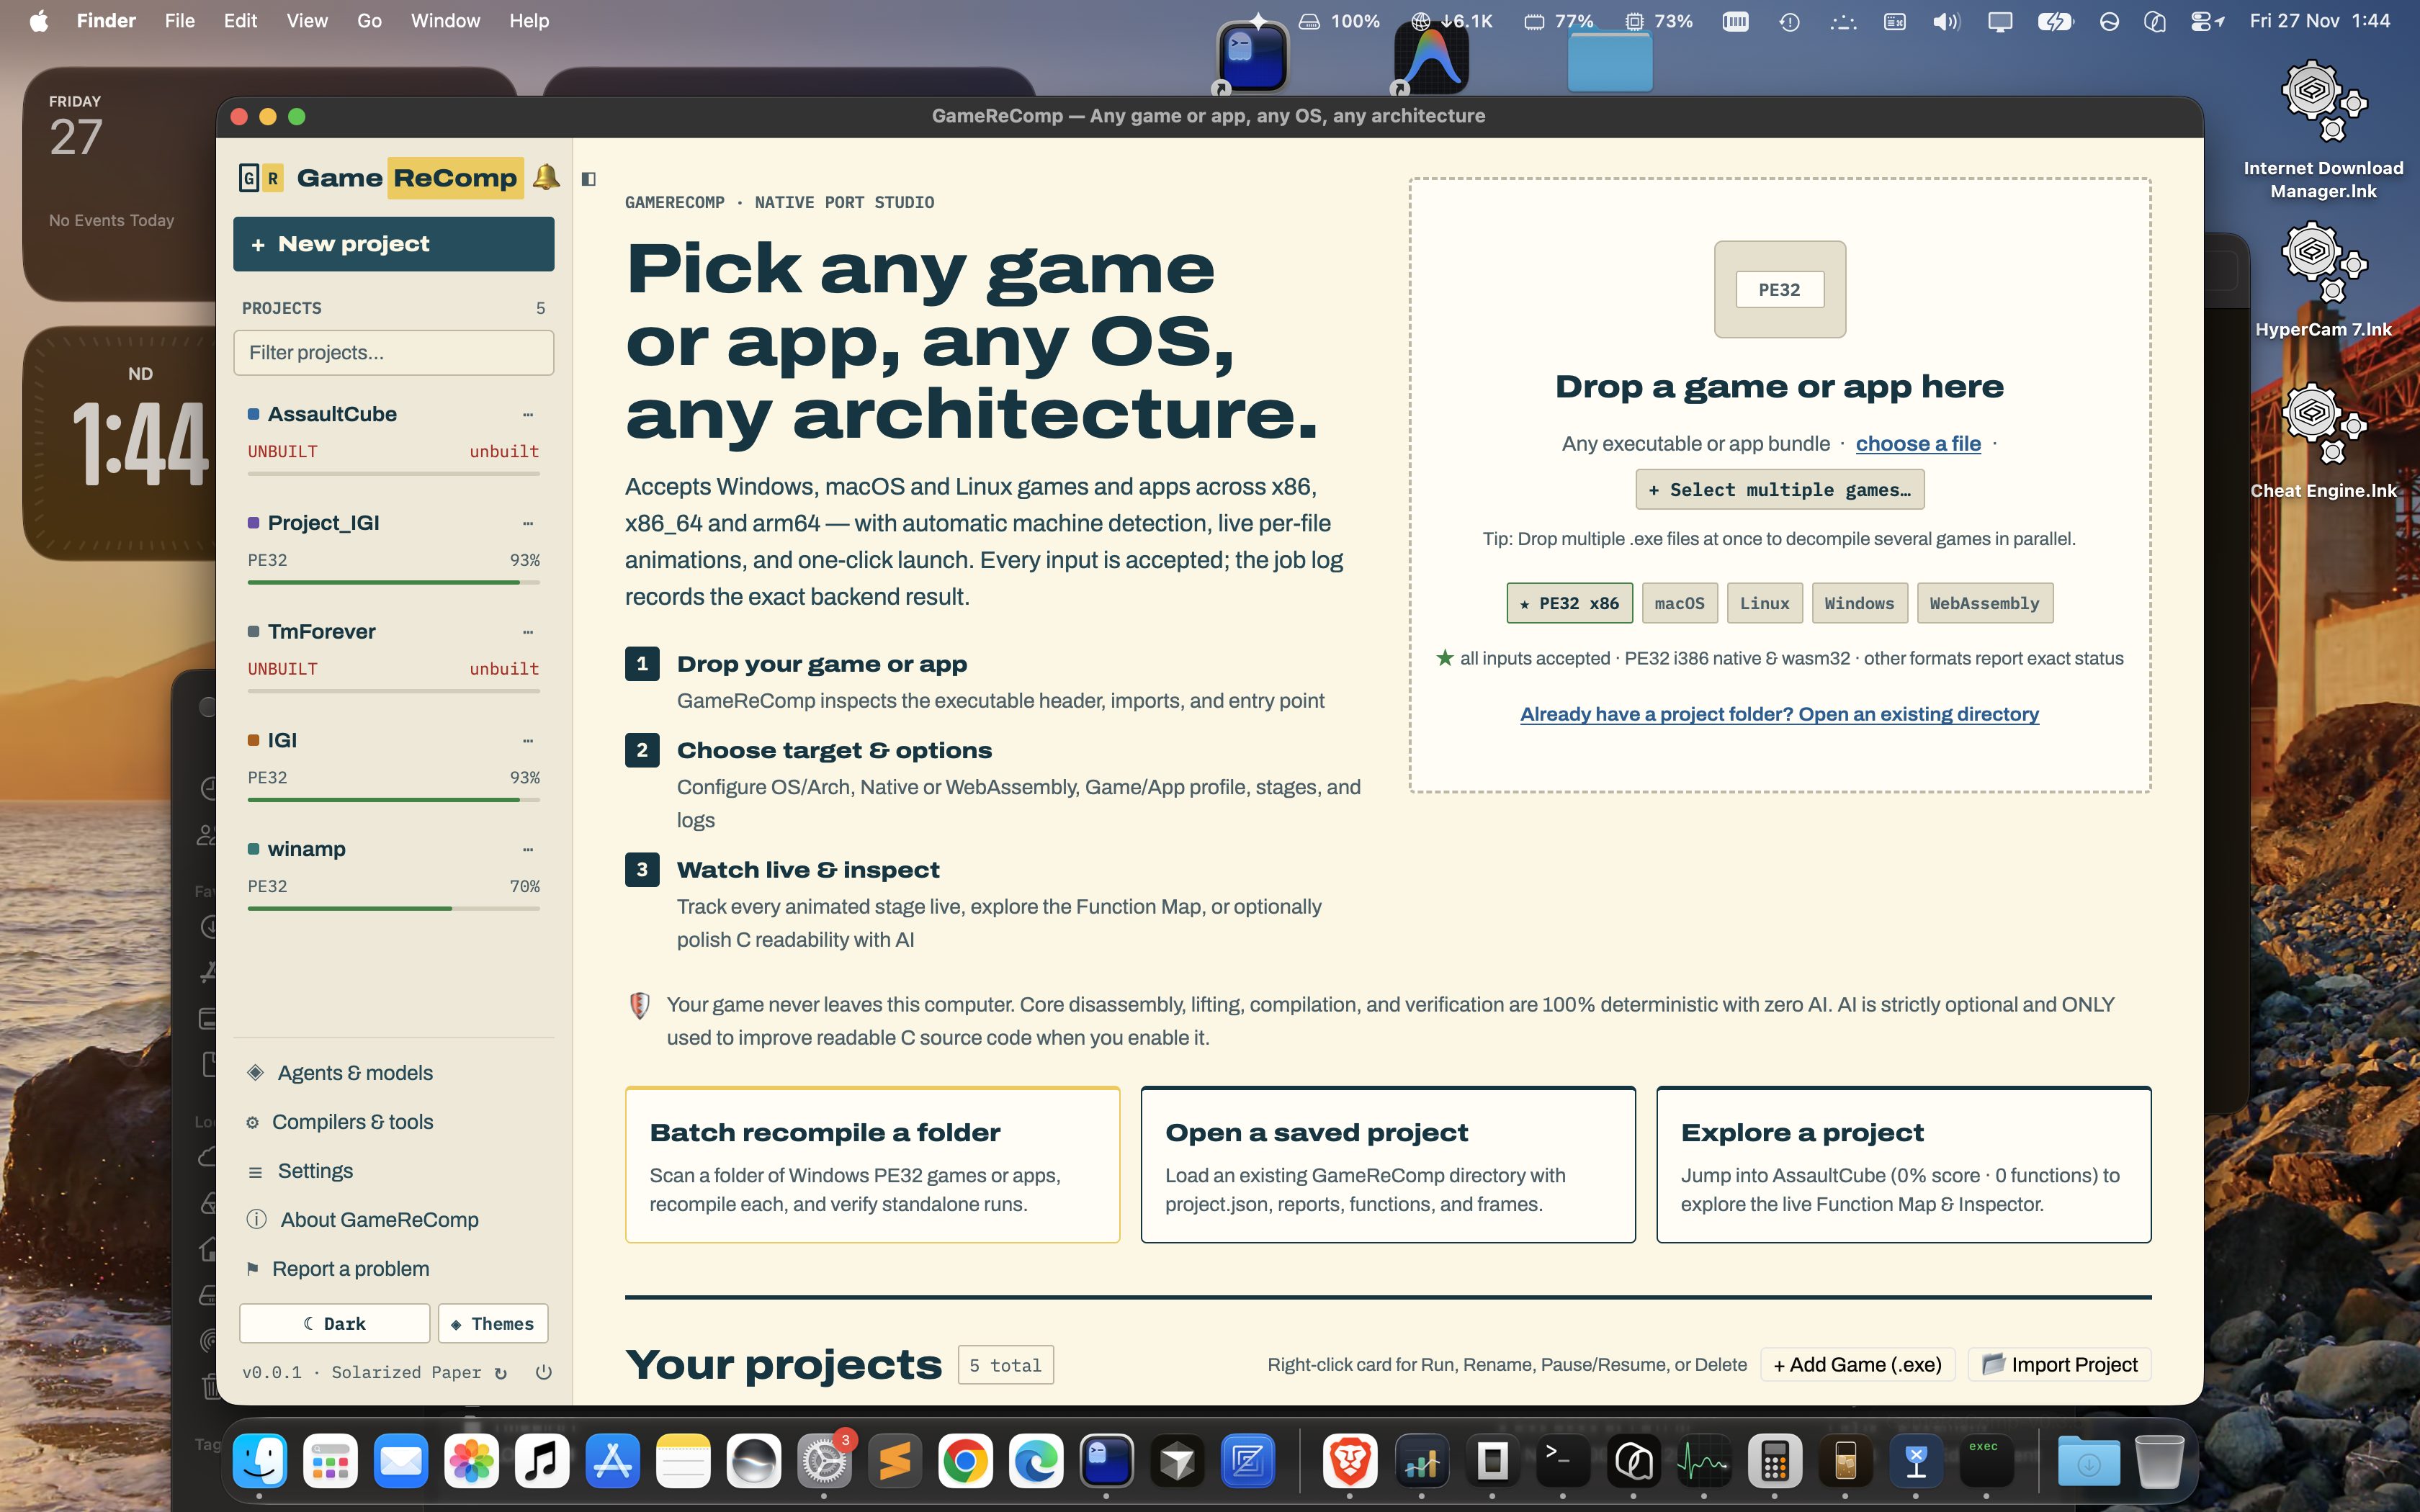 Finder File Edit View Go Window Help
100% ↓6.1K 77% 73% Fri 27 Nov 1:44
FRIDAY
27
No Events Today
ND
1:44
Internet Download
Manager.lnk
HyperCam 7.lnk
Cheat Engine.lnk
GameReComp — Any game or app, any OS, any architecture
G R Game ReComp
+ New project
PROJECTS 5
Filter projects...
AssaultCube ...
UNBUILT unbuilt
Project_IGI ...
PE32 93%
TmForever ...
UNBUILT unbuilt
IGI ...
PE32 93%
winamp ...
PE32 70%
Agents & models
Compilers & tools
Settings
About GameReComp
Report a problem
☾ Dark
◈ Themes
v0.0.1 · Solarized Paper ↻
GAMERECOMP · NATIVE PORT STUDIO
Pick any game
or app, any OS,
any architecture.
Accepts Windows, macOS and Linux games and apps across x86,
x86_64 and arm64 — with automatic machine detection, live per-file
animations, and one-click launch. Every input is accepted; the job log
records the exact backend result.
1 Drop your game or app
GameReComp inspects the executable header, imports, and entry point
2 Choose target & options
Configure OS/Arch, Native or WebAssembly, Game/App profile, stages, and
logs
3 Watch live & inspect
Track every animated stage live, explore the Function Map, or optionally
polish C readability with AI
PE32
Drop a game or app here
Any executable or app bundle · choose a file ·
+ Select multiple games…
Tip: Drop multiple .exe files at once to decompile several games in parallel.
★ PE32 x86 macOS Linux Windows WebAssembly
★ all inputs accepted · PE32 i386 native & wasm32 · other formats report exact status
Already have a project folder? Open an existing directory
Your game never leaves this computer. Core disassembly, lifting, compilation, and verification are 100% deterministic with zero AI. AI is strictly optional and ONLY
used to improve readable C source code when you enable it.
Batch recompile a folder
Scan a folder of Windows PE32 games or apps,
recompile each, and verify standalone runs.
Open a saved project
Load an existing GameReComp directory with
project.json, reports, functions, and frames.
Explore a project
Jump into AssaultCube (0% score · 0 functions) to
explore the live Function Map & Inspector.
Your projects 5 total
Right-click card for Run, Rename, Pause/Resume, or Delete
+ Add Game (.exe)
Import Project
Fav
Loc
Tag
3
exec